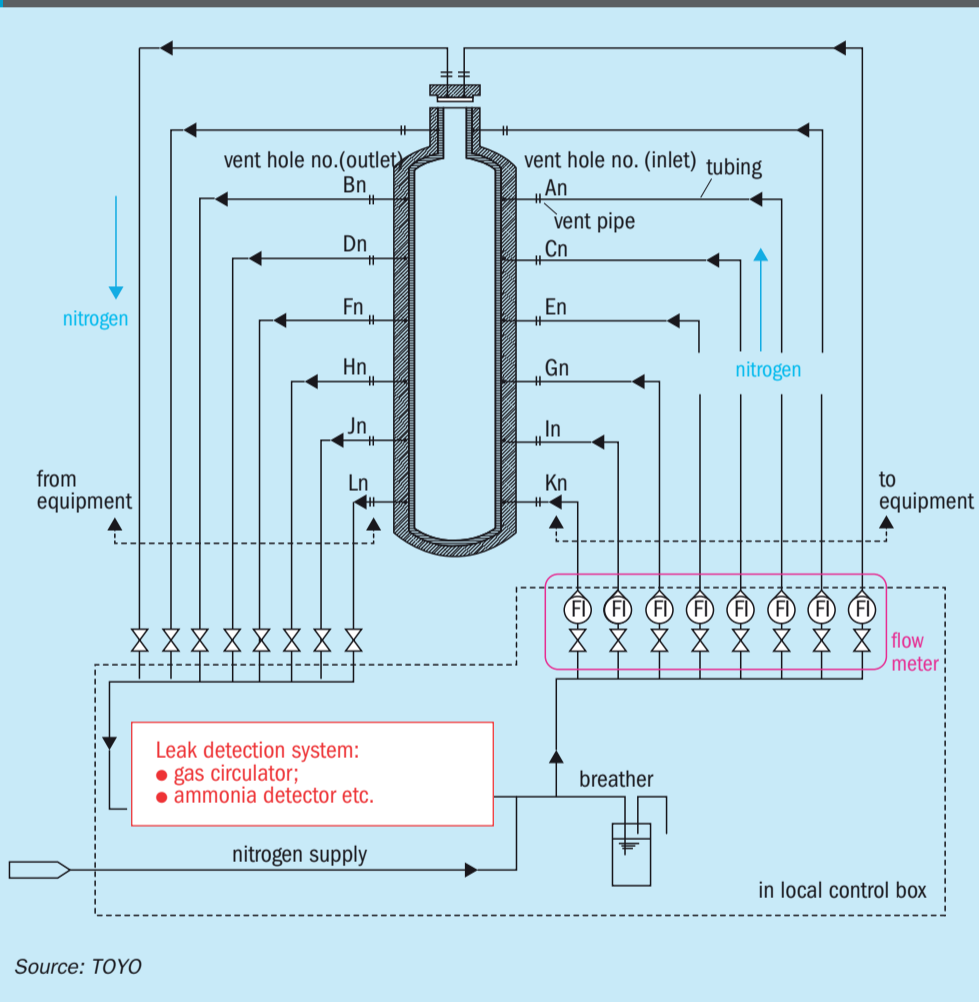 vent hole no.(outlet)
vent hole no. (inlet)
tubing
Bn
An
vent pipe
Dn
Cn
nitrogen
Fn
En
nitrogen
Hn
Gn
Jn
In
from
equipment
Ln
Kn
to
equipment
FI
FI
FI
FI
FI
FI
FI
FI
flow
meter
Leak detection system:
● gas circulator;
● ammonia detector etc.
breather
nitrogen supply
in local control box
Source: TOYO